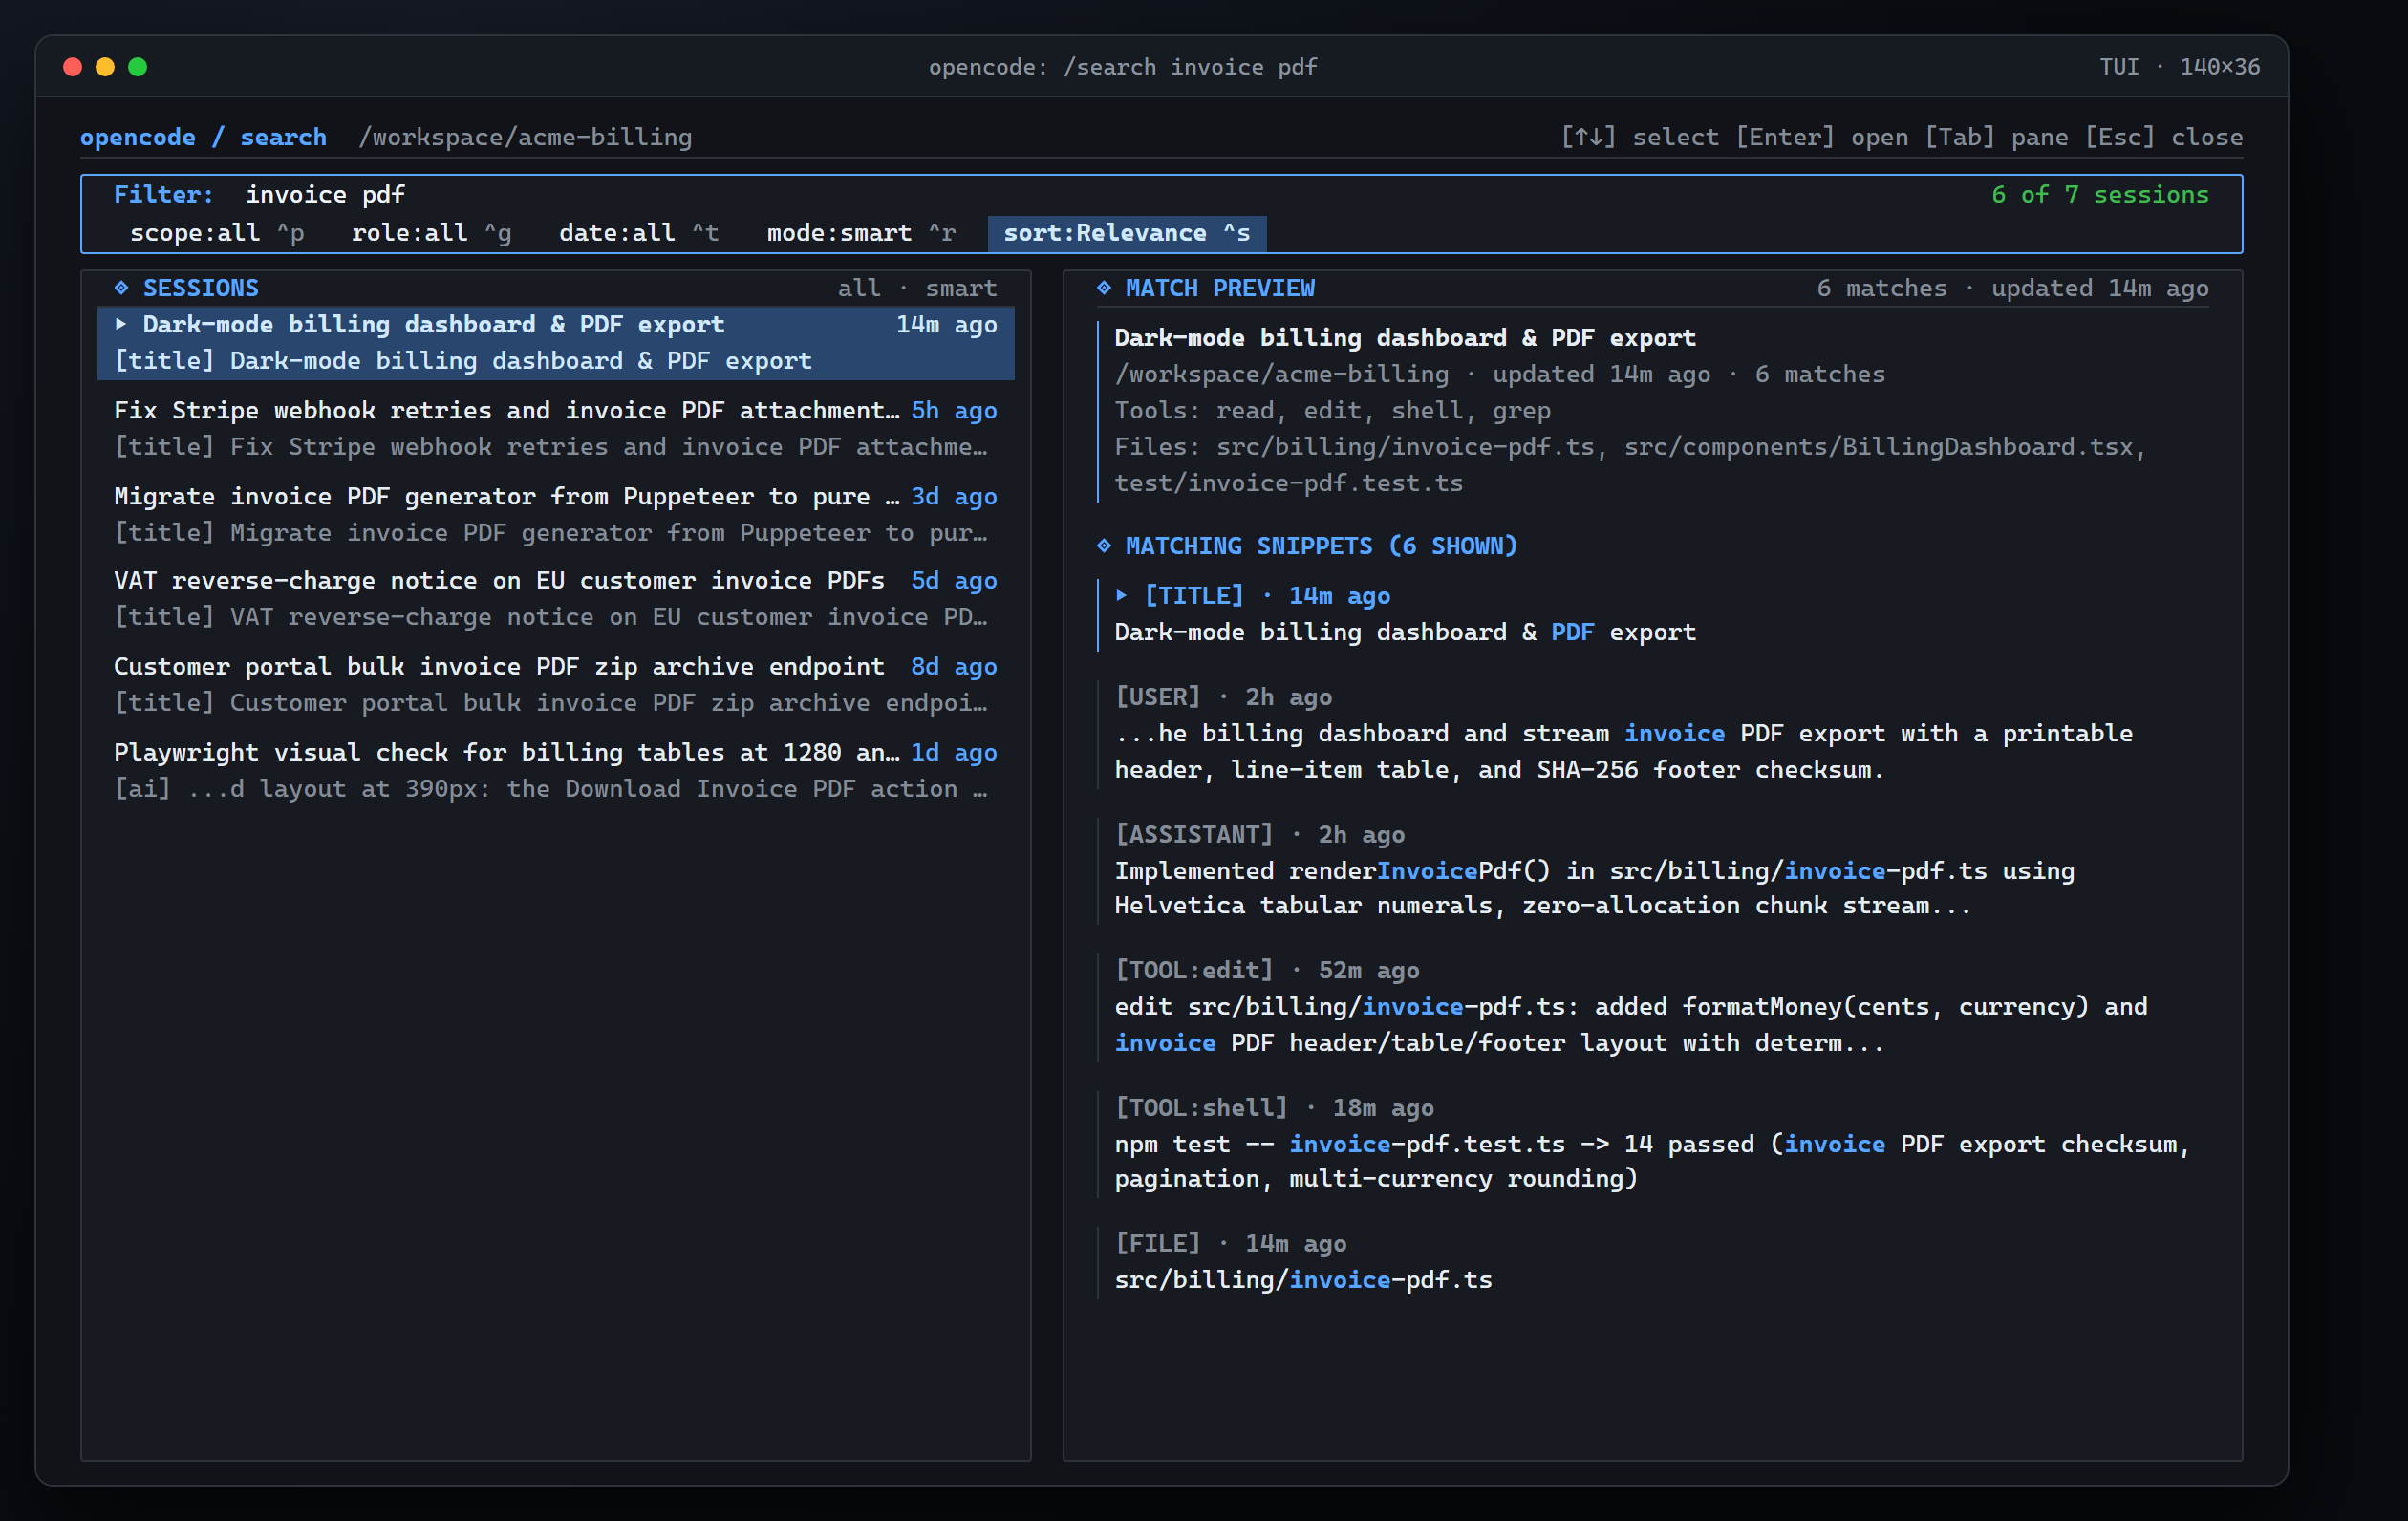 opencode: /search invoice pdf
TUI · 140×36
opencode / search /workspace/acme-billing
[↑↓] select [Enter] open [Tab] pane [Esc] close
Filter: invoice pdf
6 of 7 sessions
scope:all ^p role:all ^g date:all ^t mode:smart ^r sort:Relevance ^s
SESSIONS
all · smart
Dark-mode billing dashboard & PDF export 14m ago
[title] Dark-mode billing dashboard & PDF export
Fix Stripe webhook retries and invoice PDF attachment… 5h ago
[title] Fix Stripe webhook retries and invoice PDF attachme…
Migrate invoice PDF generator from Puppeteer to pure … 3d ago
[title] Migrate invoice PDF generator from Puppeteer to pur…
VAT reverse-charge notice on EU customer invoice PDFs 5d ago
[title] VAT reverse-charge notice on EU customer invoice PD…
Customer portal bulk invoice PDF zip archive endpoint 8d ago
[title] Customer portal bulk invoice PDF zip archive endpoi…
Playwright visual check for billing tables at 1280 an… 1d ago
[ai] ...d layout at 390px: the Download Invoice PDF action …
MATCH PREVIEW
6 matches · updated 14m ago
Dark-mode billing dashboard & PDF export
/workspace/acme-billing · updated 14m ago · 6 matches
Tools: read, edit, shell, grep
Files: src/billing/invoice-pdf.ts, src/components/BillingDashboard.tsx,
test/invoice-pdf.test.ts
MATCHING SNIPPETS (6 SHOWN)
[TITLE] · 14m ago
Dark-mode billing dashboard & PDF export
[USER] · 2h ago
...he billing dashboard and stream invoice PDF export with a printable
header, line-item table, and SHA-256 footer checksum.
[ASSISTANT] · 2h ago
Implemented renderInvoicePdf() in src/billing/invoice-pdf.ts using
Helvetica tabular numerals, zero-allocation chunk stream...
[TOOL:edit] · 52m ago
edit src/billing/invoice-pdf.ts: added formatMoney(cents, currency) and
invoice PDF header/table/footer layout with determ...
[TOOL:shell] · 18m ago
npm test -- invoice-pdf.test.ts -> 14 passed (invoice PDF export checksum,
pagination, multi-currency rounding)
[FILE] · 14m ago
src/billing/invoice-pdf.ts